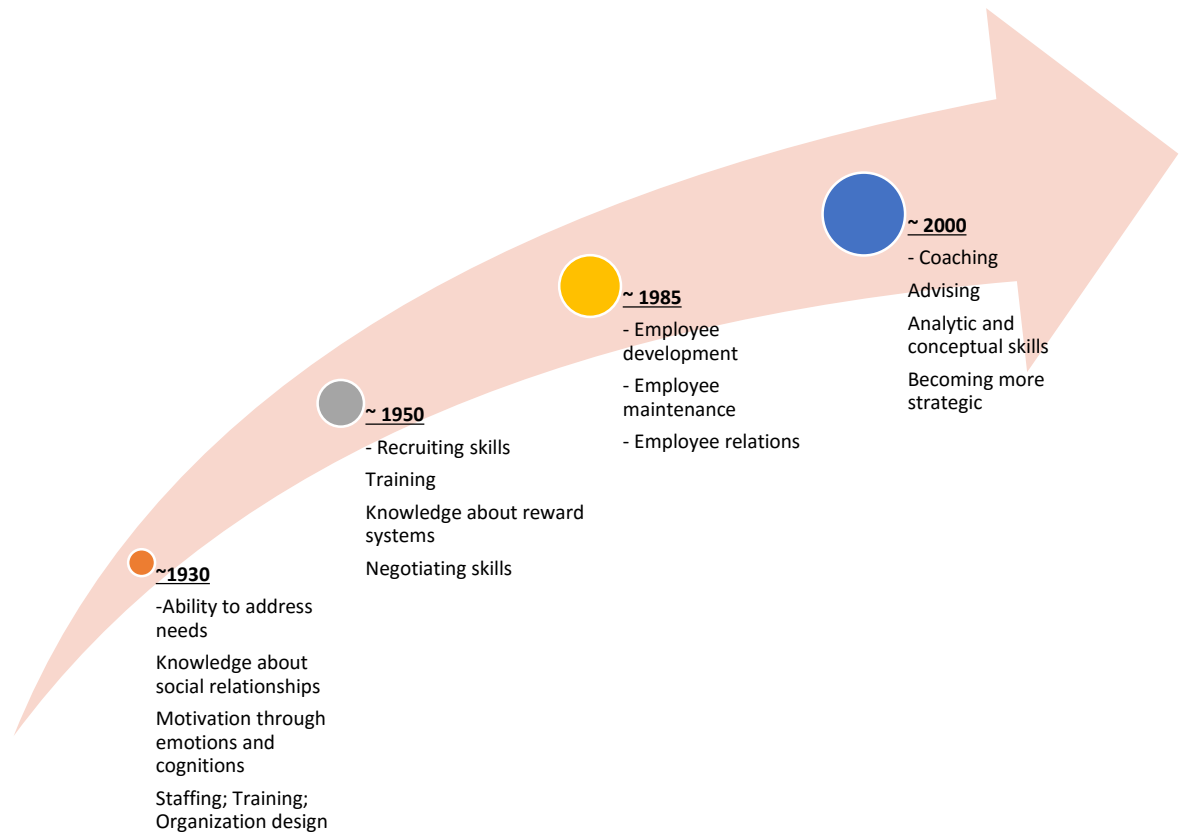 ~1930
-Ability to address
needs
Knowledge about
social relationships
Motivation through
emotions and
cognitions
Staffing; Training;
Organization design
~ 1950
- Recruiting skills
Training
Knowledge about reward
systems
Negotiating skills
~ 1985
- Employee
development
- Employee
maintenance
- Employee relations
~ 2000
- Coaching
Advising
Analytic and
conceptual skills
Becoming more
strategic